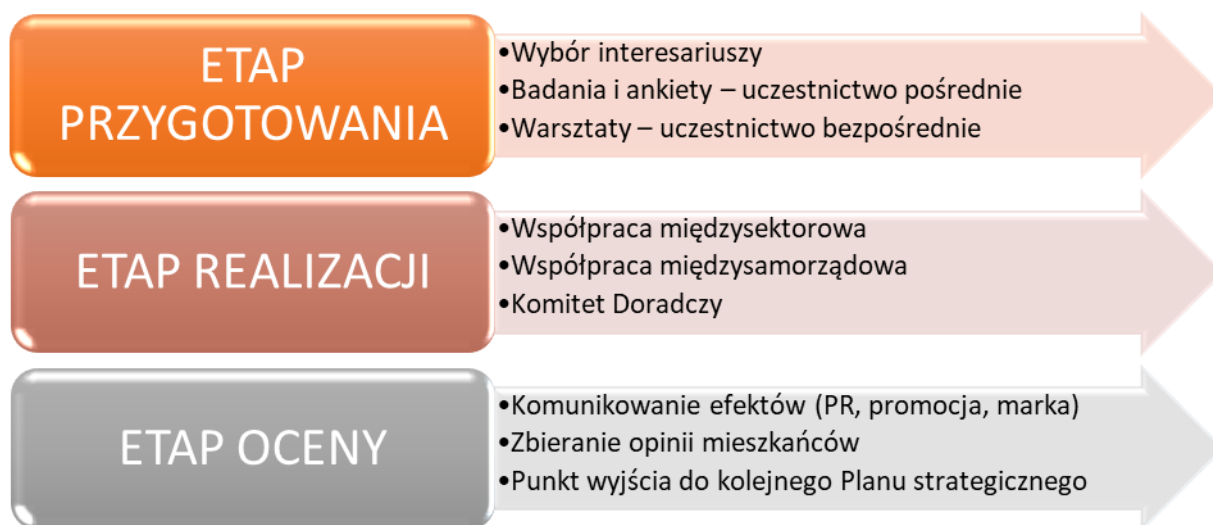 ETAP
PRZYGOTOWANIA
•Wybór interesariuszy
•Badania i ankiety – uczestnictwo pośrednie
•Warsztaty – uczestnictwo bezpośrednie
ETAP REALIZACJI
•Współpraca międzysektorowa
•Współpraca międzysamorządowa
•Komitet Doradczy
ETAP OCENY
•Komunikowanie efektów (PR, promocja, marka)
•Zbieranie opinii mieszkańców
•Punkt wyjścia do kolejnego Planu strategicznego